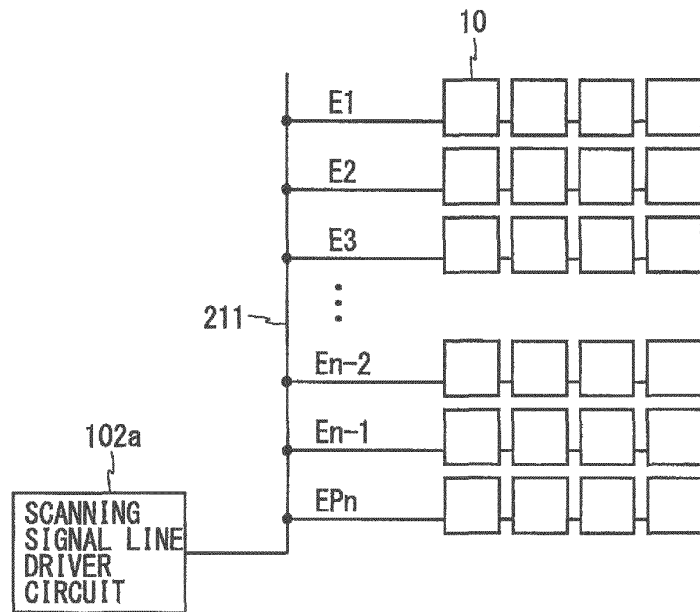 10
E1
E2
E3
211
En-2
En-1
102a
EPn
SCANNING
SIGNAL LINE
DRIVER
CIRCUIT